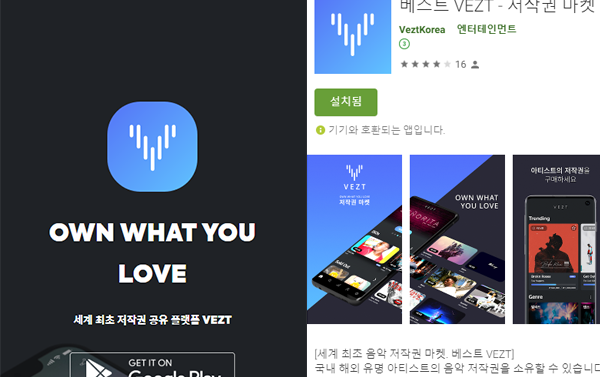 OWN WHAT YOU
LOVE
세계 최초 저작권 공유 플랫폼 VEZT
GET IT ON
Google Play
베스트 VEZT - 저작권 마켓
VeztKorea 엔터테인먼트
3
16
설치됨
기기와 호환되는 앱입니다.
VEZT
OWN WHAT YOU LOVE
저작권 마켓
OWN WHAT
YOU LOVE
아티스트의 저작권을
구매하세요
VEZT
Trending
Genre
[세계 최초 음악 저작권 마켓, 베스트 VEZT]
국내 해외 유명 아티스트의 음악 저작권을 소유할 수 있습니다